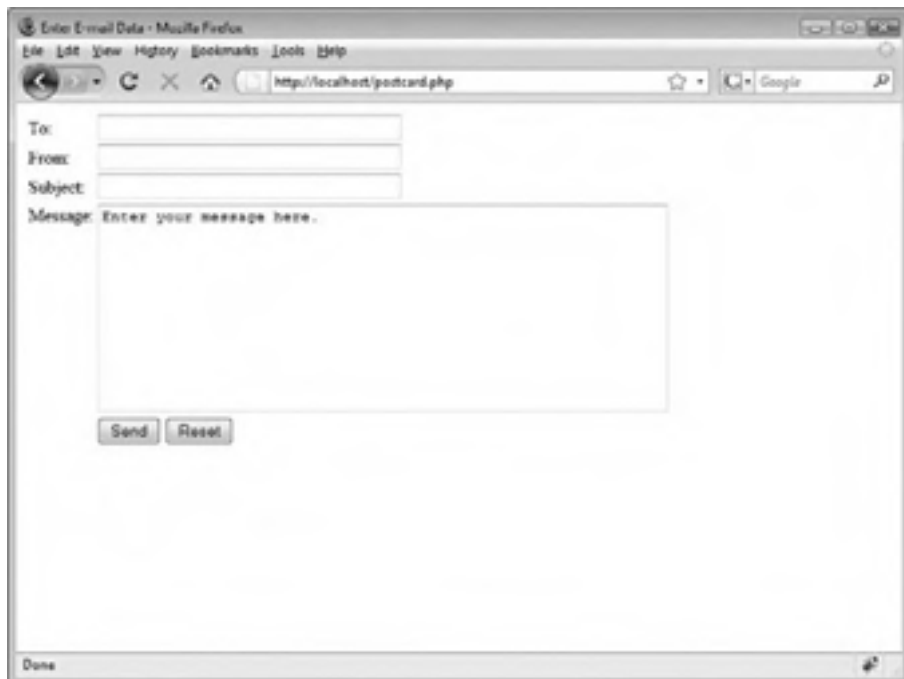 Enter E-mail Data - Mozilla Firefox
File Edit View History Bookmarks Tools Help
http://localhost/postcard.php
Google
To:
From:
Subject:
Message: Enter your message here.
Send Reset
Done